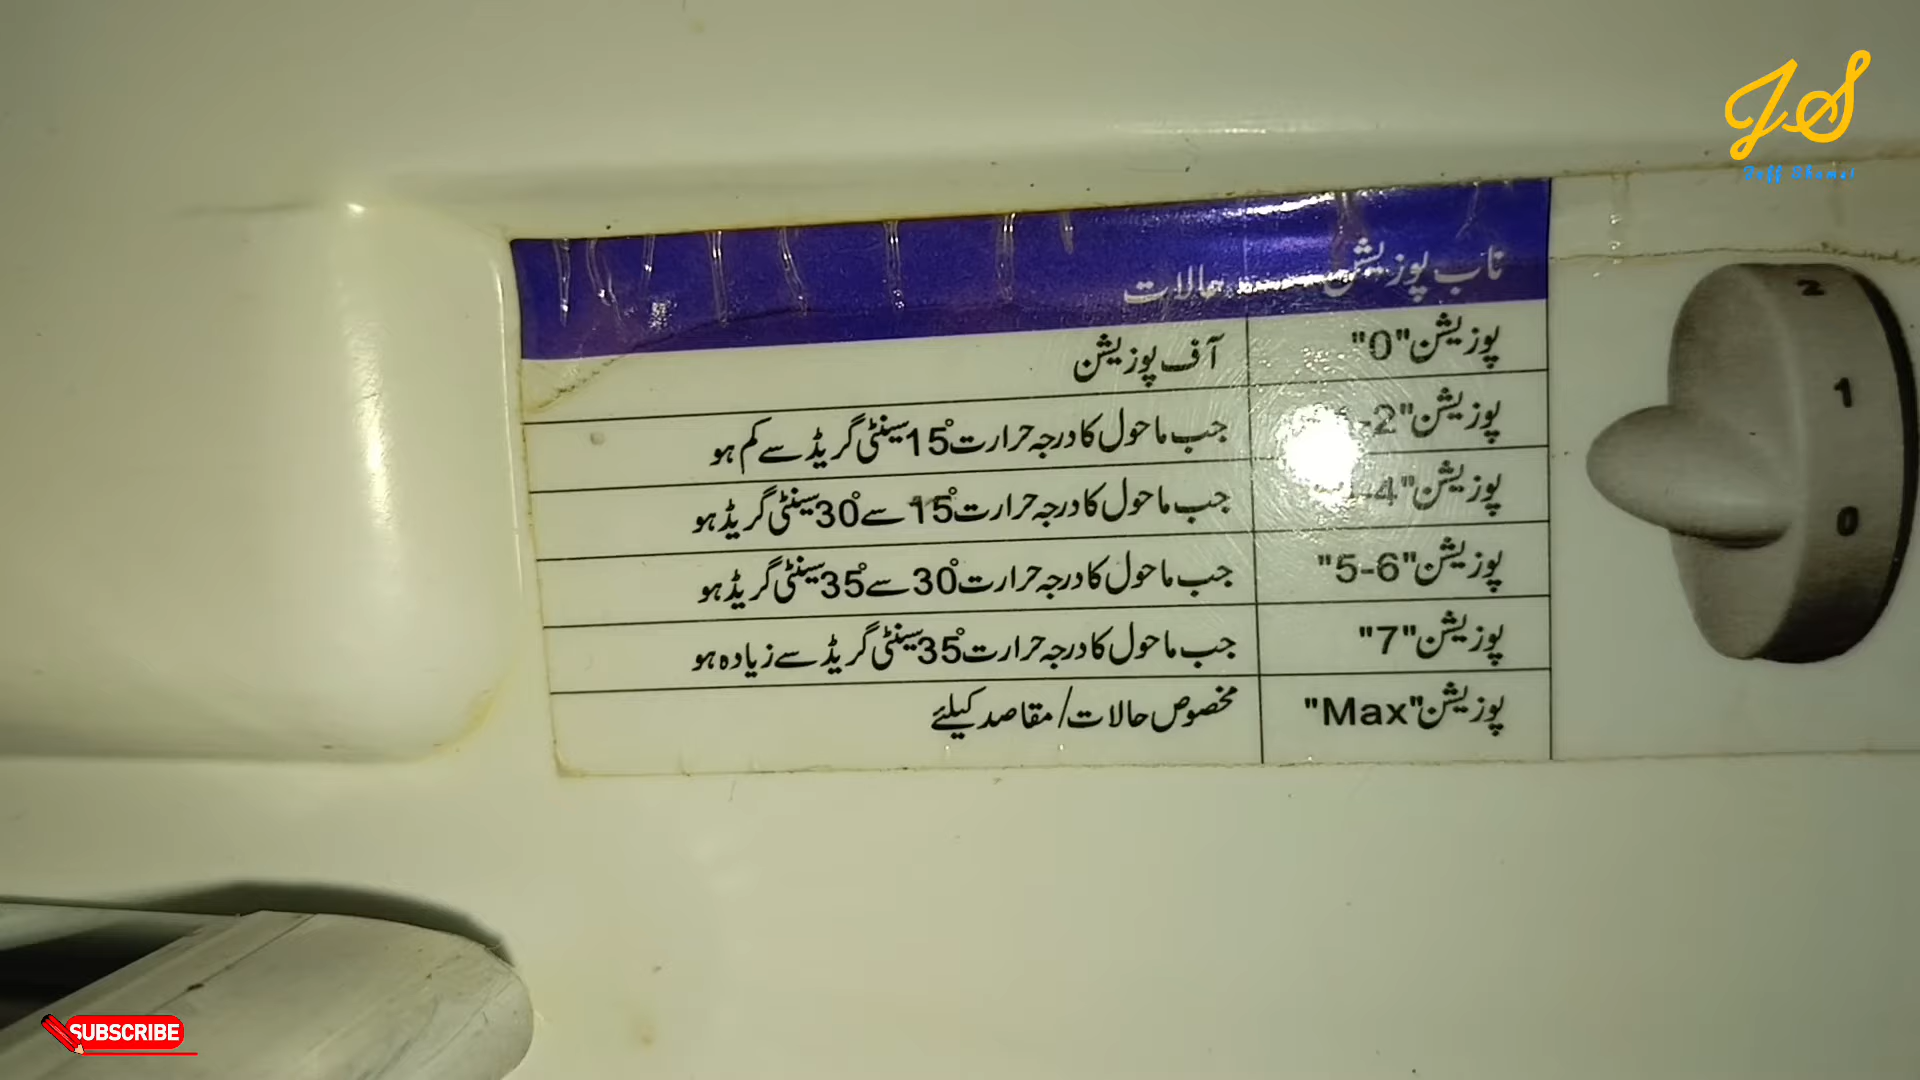 ناب پوزیشن حالات
پوزیشن "0" آف پوزیشن
پوزیشن "-2" جب ماحول کا درجہ حرارت 15° سینٹی گریڈ سے کم ہو
پوزیشن "-4" جب ماحول کا درجہ حرارت 15° سے 30° سینٹی گریڈ ہو
پوزیشن "5-6" جب ماحول کا درجہ حرارت 30° سے 35° سینٹی گریڈ ہو
پوزیشن "7" جب ماحول کا درجہ حرارت 35° سینٹی گریڈ سے زیادہ ہو
پوزیشن "Max" مخصوص حالات/مقاصد کیلئے
2
1
0
JS
SUBSCRIBE